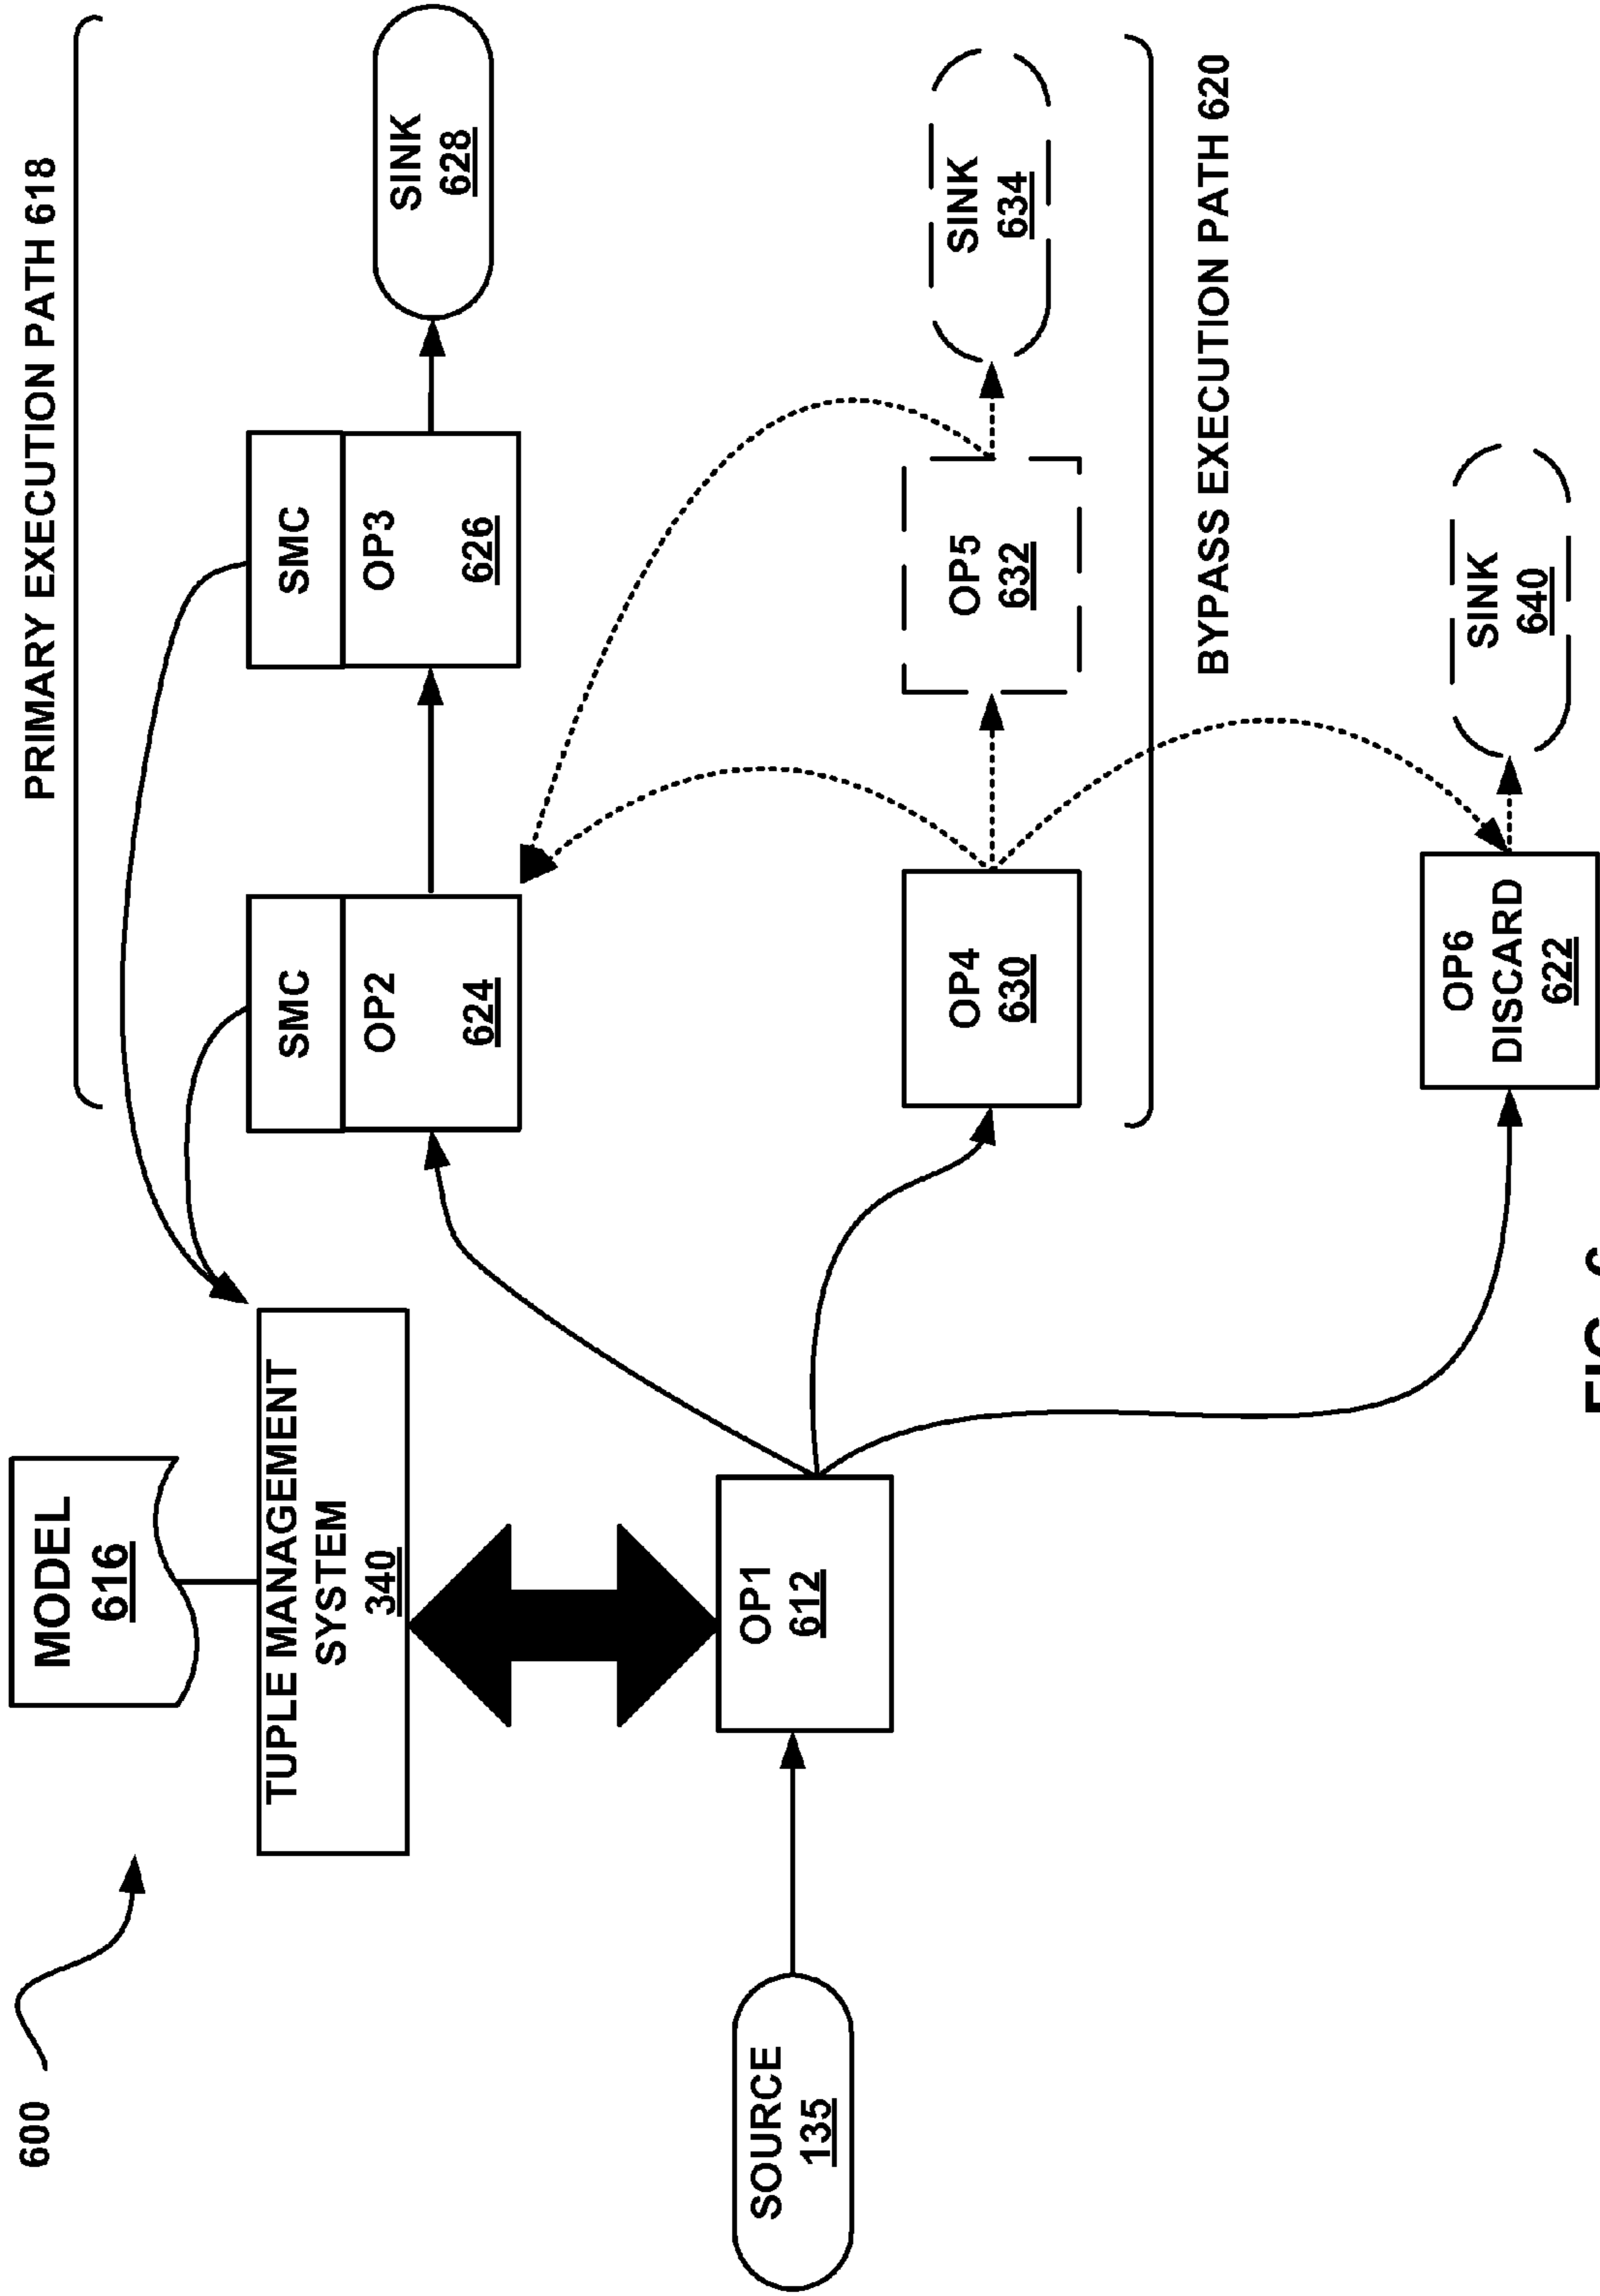 600
MODEL
616
TUPLE MANAGEMENT
SYSTEM
340
PRIMARY EXECUTION PATH 618
SMC
OP2
624
SMC
OP3
626
SINK
628
SOURCE
135
OP1
612
OP4
630
OP5
632
SINK
634
BYPASS EXECUTION PATH 620
OP6
DISCARD
622
SINK
640